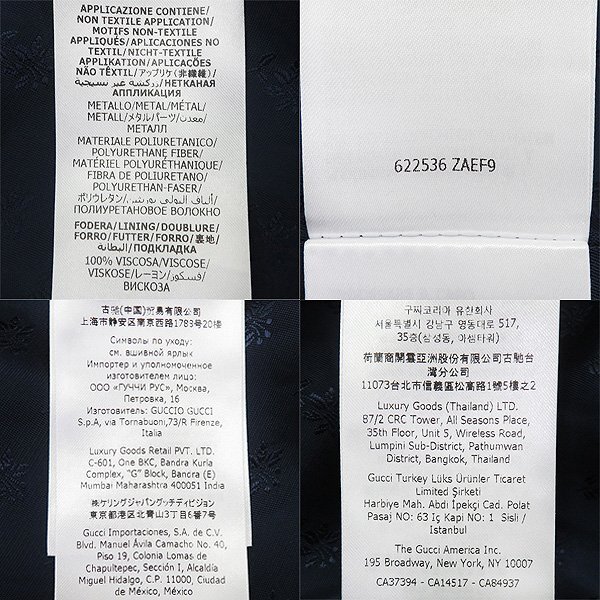 APPLICAZIONE CONTIENE/
NON TEXTILE APPLICATION/
MOTIFS NON-TEXTILE
APPLIQUÉS/APLICACIONES NO
TEXTIL/NICHT-TEXTILE
APPLIKATION/APLICAÇÕES
NÃO TÊXTIL/アップリケ(非繊維)/
زركشة غير نسيجية/НЕТКАНАЯ
АППЛИКАЦИЯ
METALLO/METAL/MÉTAL/
METALL/メタルパーツ/معدن/
МЕТАЛЛ
MATERIALE POLIURETANICO/
POLYURETHANE FIBER/
MATÉRIEL POLYURÉTHANIQUE/
FIBRA DE POLIURETANO/
POLYURETHAN-FASER/
ПОЛИУРЕТАНОВОЕ ВОЛОКНО
FODERA/LINING/DOUBLURE/
FORRO/FUTTER/FORRO/裏地/
البطانة/ПОДКЛАДКА
100% VISCOSA/VISCOSE/
VISKOSE/レーヨン/فسكوز/
ВИСКОЗА
622536 ZAEF9
古驰(中国)贸易有限公司
上海市静安区南京西路1788号20楼
Символы по уходу:
см. вшивной ярлык
Импортер и уполномоченное
изготовителем лицо:
ООО «ГУЧЧИ РУС», Москва,
Петровка, 16
Изготовитель: GUCCIO GUCCI
S.p.A, via Tornabuoni,73/R Firenze,
Italy
Luxury Goods Retail PVT. LTD.
C-601, One BKC, Bandra Kurla
Complex, "G" Block, Bandra (E)
Mumbai Maharashtra 400051 India
㈱ケリングジャパングッチディビジョン
東京都港区北青山3丁目6番7号
Gucci Importaciones, S.A. de C.V.
Blvd. Manuel Ávila Camacho No. 40,
Piso 19, Colonia Lomas de
Chapultepec, Sección I, Alcaldía
Miguel Hidalgo, C.P. 11000, Ciudad
de México, México
구찌코리아 유한회사
서울특별시 강남구 영동대로 517,
35층(삼성동, 아셈타워)
荷蘭商開雲亞洲股份有限公司古馳台
灣分公司
11073台北市信義區松高路1號5樓之2
Luxury Goods (Thailand) LTD.
87/2 CRC Tower, All Seasons Place,
35th Floor, Unit 5, Wireless Road,
Lumpini Sub-District, Pathumwan
District, Bangkok, Thailand
Gucci Turkey Lüks Ürünler Ticaret
Limited Şirketi
Harbiye Mah. Abdi İpekçi Cad. Polat
Pasaj NO: 63 İç Kapı NO: 1 Şisli /
İstanbul
The Gucci America Inc.
195 Broadway, New York, NY 10007
CA37394 - CA14517 - CA84937